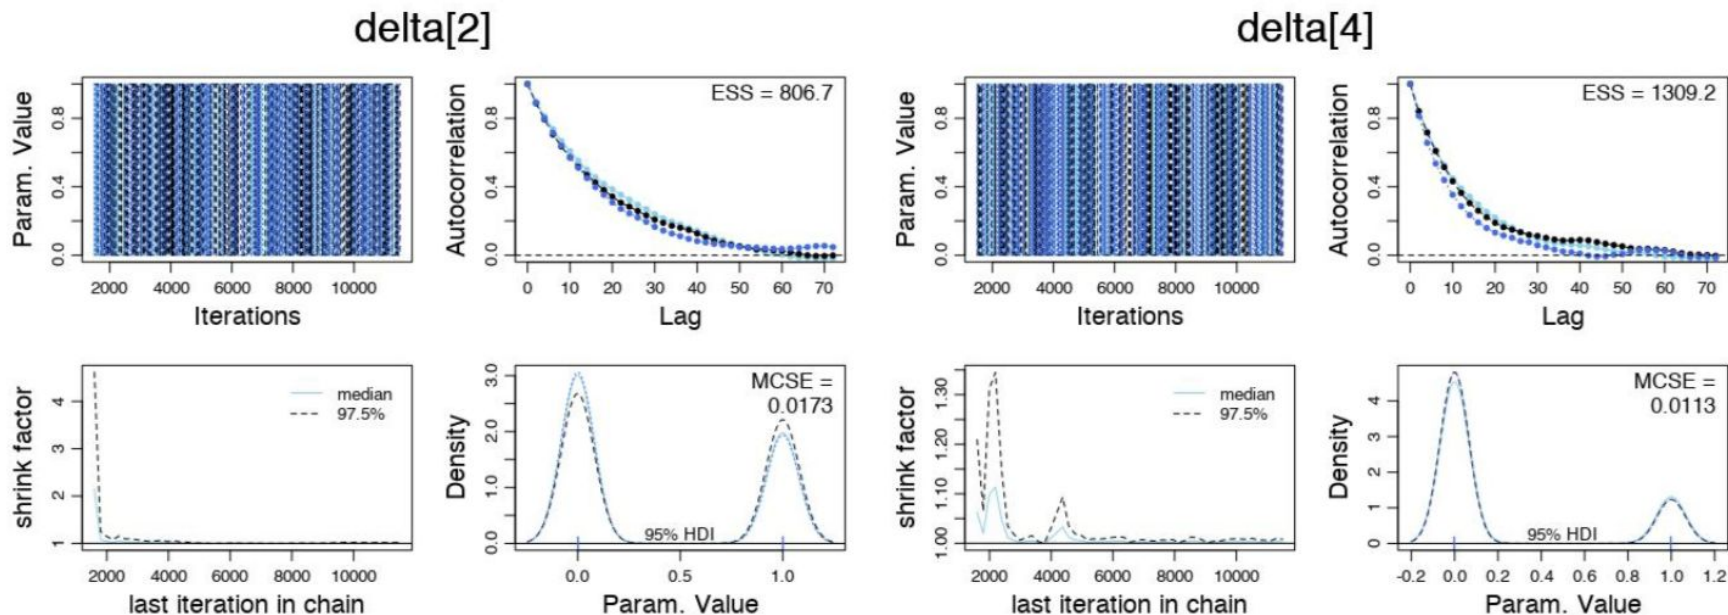 delta[2]
delta[4]
Param. Value
0.0 0.4 0.8
2000 4000 6000 8000 10000
Iterations
Autocorrelation
0.0 0.4 0.8
ESS = 806.7
0 10 20 30 40 50 60 70
Lag
Param. Value
0.0 0.4 0.8
2000 4000 6000 8000 10000
Iterations
Autocorrelation
0.0 0.4 0.8
ESS = 1309.2
0 10 20 30 40 50 60 70
Lag
shrink factor
1 2 3 4
median
97.5%
2000 4000 6000 8000 10000
last iteration in chain
Density
0.0 1.0 2.0 3.0
MCSE =
0.0173
95% HDI
0.0 0.5 1.0
Param. Value
shrink factor
1.00 1.10 1.20 1.30
median
97.5%
2000 4000 6000 8000 10000
last iteration in chain
Density
0 1 2 3 4
MCSE =
0.0113
95% HDI
-0.2 0.0 0.2 0.4 0.6 0.8 1.0 1.2
Param. Value